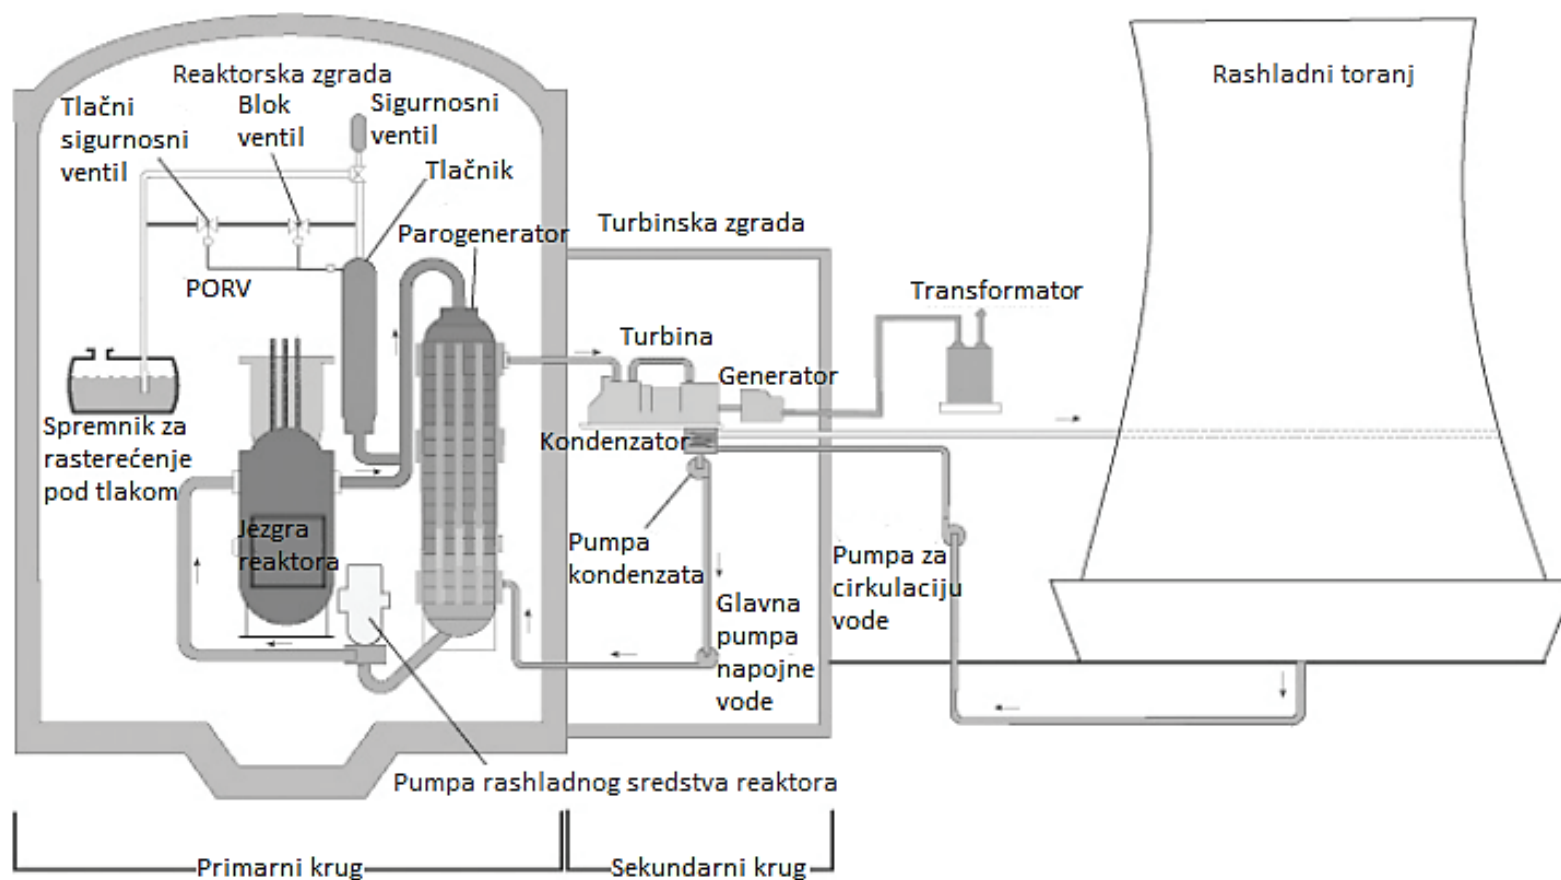 Reaktorska zgrada
Rashladni toranj
Tlačni
sigurnosni
ventil
Blok
ventil
Sigurnosni
ventil
Tlačnik
Parogenerator
Turbinska zgrada
PORV
Transformator
Turbina
Generator
Spremnik za
rasterećenje
pod tlakom
Kondenzator
Jezgra
reaktora
Pumpa
kondenzata
Pumpa za
cirkulaciju
vode
Glavna
pumpa
napojne
vode
Pumpa rashladnog sredstva reaktora
Primarni krug
Sekundarni krug